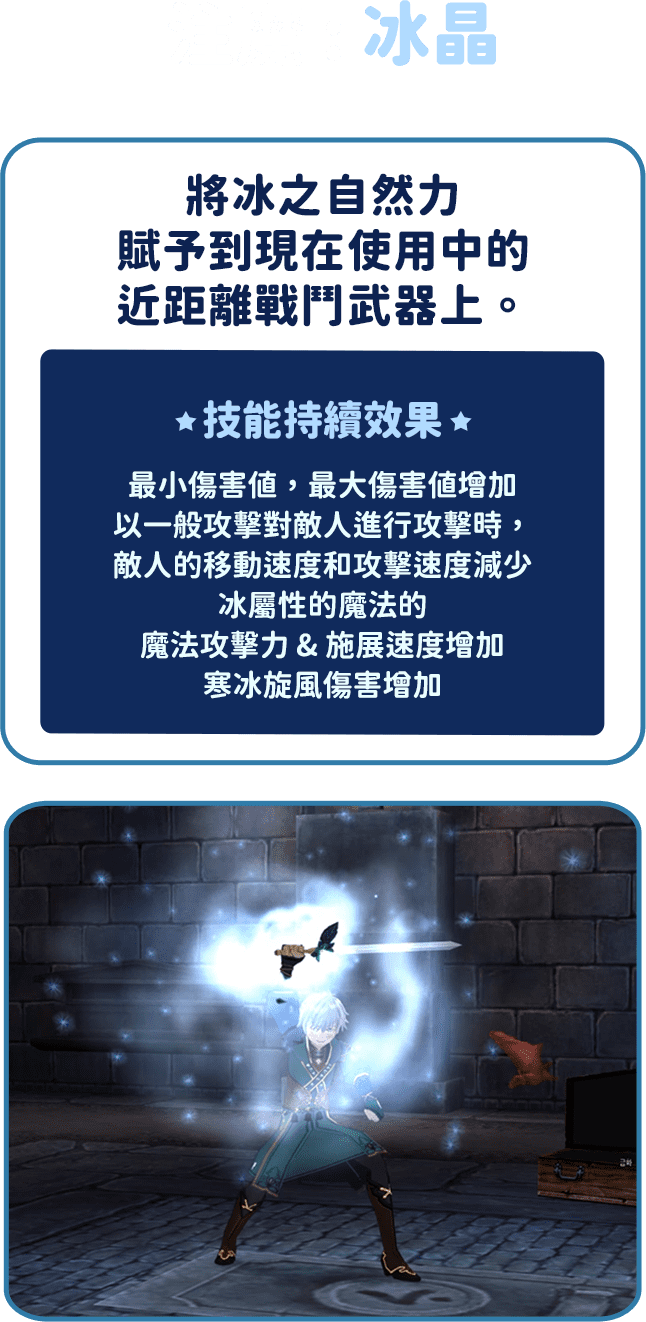 冰晶
將冰之自然力
賦予到現在使用中的
近距離戰鬥武器上。
技能持續效果
最小傷害值，最大傷害值增加
以一般攻擊對敵人進行攻擊時，
敵人的移動速度和攻擊速度減少
冰屬性的魔法的
魔法攻擊力 & 施展速度增加
寒冰旋風傷害增加